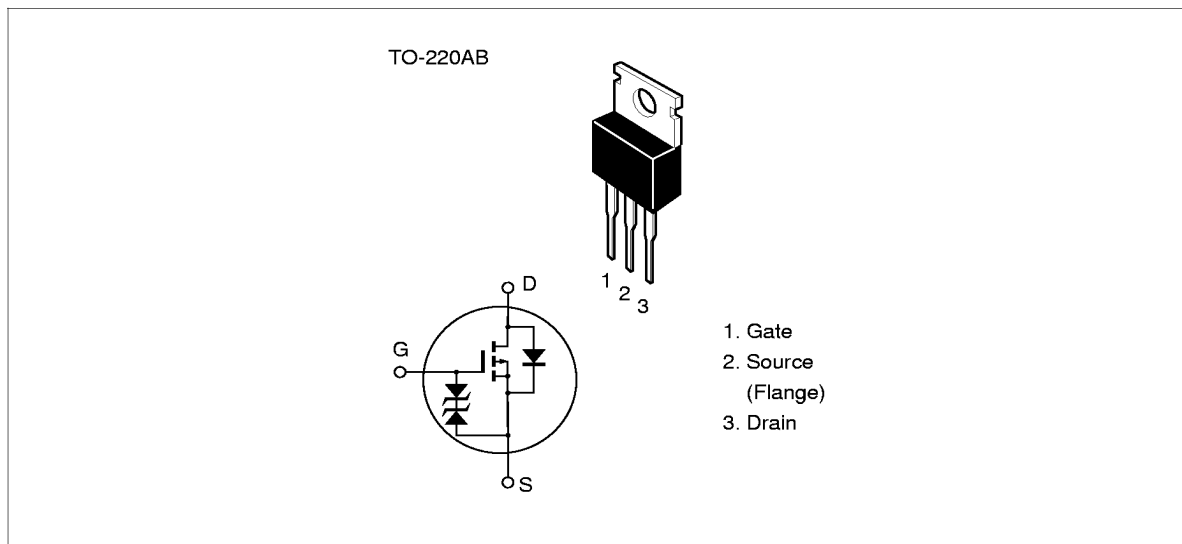 TO-220AB
1
2
3
D
G
S
1. Gate
2. Source
(Flange)
3. Drain